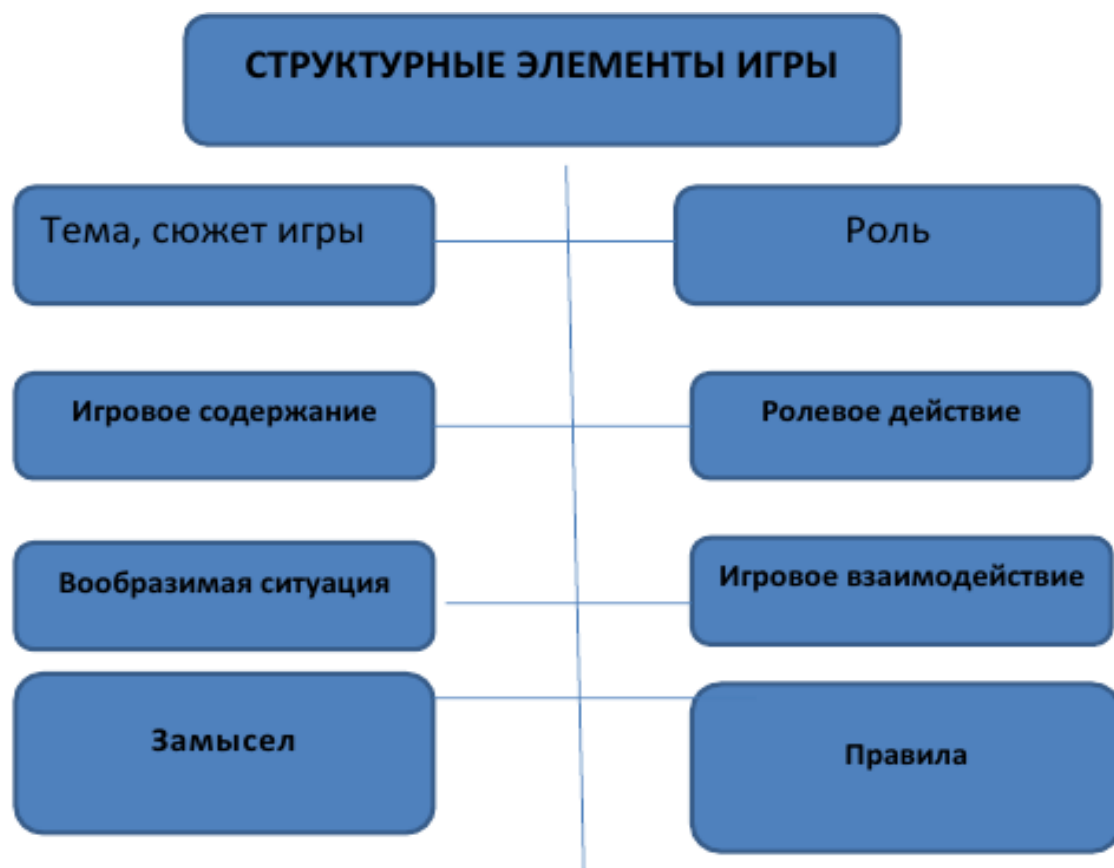 СТРУКТУРНЫЕ ЭЛЕМЕНТЫ ИГРЫ
Тема, сюжет игры
Роль
Игровое содержание
Ролевое действие
Вообразимая ситуация
Игровое взаимодействие
Замысел
Правила